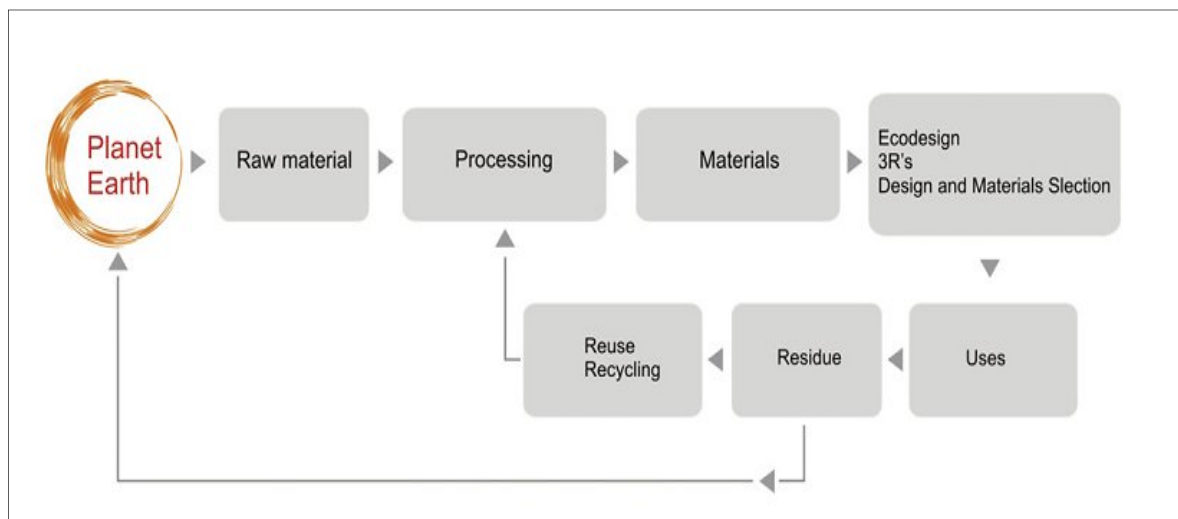 Planet
Earth
Raw material
Processing
Materials
Ecodesign
3R's
Design and Materials Slection
Reuse
Recycling
Residue
Uses